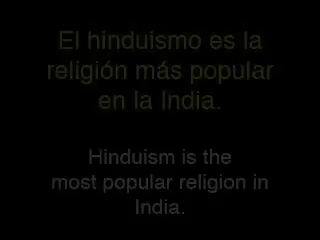 El hinduismo es la
religión más popular
en la India.
Hinduism is the
most popular religion in
India.